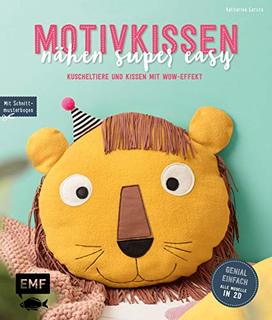 Katharina Gersch
MOTIVKISSEN
nähen super easy
KUSCHELTIERE UND KISSEN MIT WOW-EFFEKT
Mit Schnitt-
musterbogen
GENIAL
EINFACH
ALLE MODELLE
IN 2D
EMF